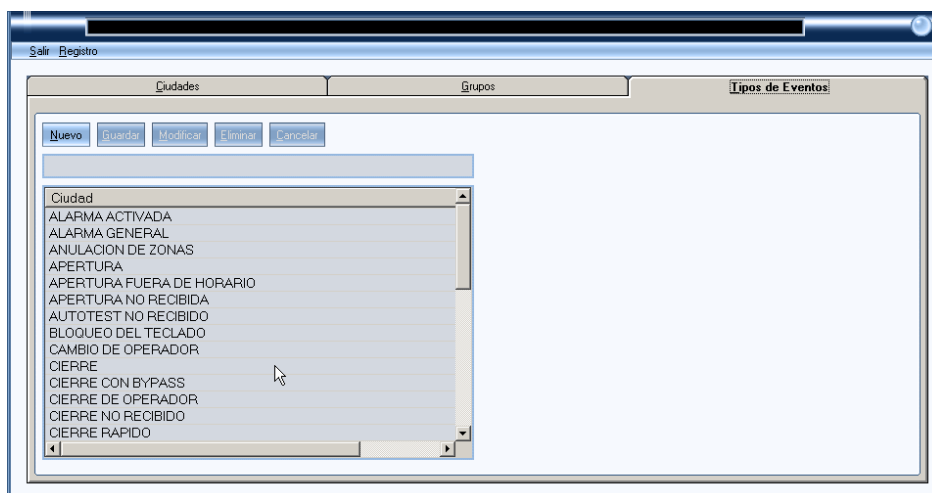 Salir Registro
Ciudades Grupos Tipos de Eventos
Nuevo Guardar Modificar Eliminar Cancelar
Ciudad
ALARMA ACTIVADA
ALARMA GENERAL
ANULACION DE ZONAS
APERTURA
APERTURA FUERA DE HORARIO
APERTURA NO RECIBIDA
AUTOTEST NO RECIBIDO
BLOQUEO DEL TECLADO
CAMBIO DE OPERADOR
CIERRE
CIERRE CON BYPASS
CIERRE DE OPERADOR
CIERRE NO RECIBIDO
CIERRE RAPIDO